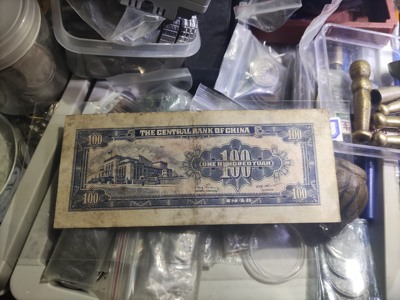 100 THE CENTRAL BANK OF CHINA 100
100
ONE HUNDRED YUAN
100 100